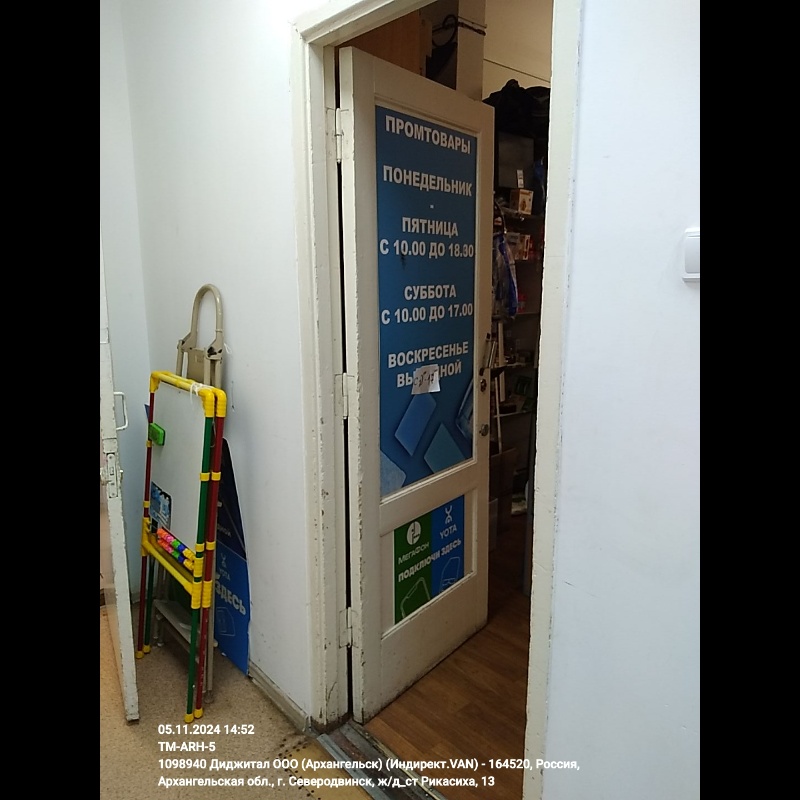 ПРОМТОВАРЫ
ПОНЕДЕЛЬНИК
-
ПЯТНИЦА
С 10.00 ДО 18.30
СУББОТА
С 10.00 ДО 17.00
ВОСКРЕСЕНЬЕ
МЕГАФОН
YOTA
ПОДКЛЮЧИ ЗДЕСЬ
YOTA
ЗДЕСЬ
05.11.2024 14:52
TM-ARH-5
1098940 Диджитал ООО (Архангельск) (Индирект.VAN) - 164520, Россия,
Архангельская обл., г. Северодвинск, ж/д_ст Рикасиха, 13